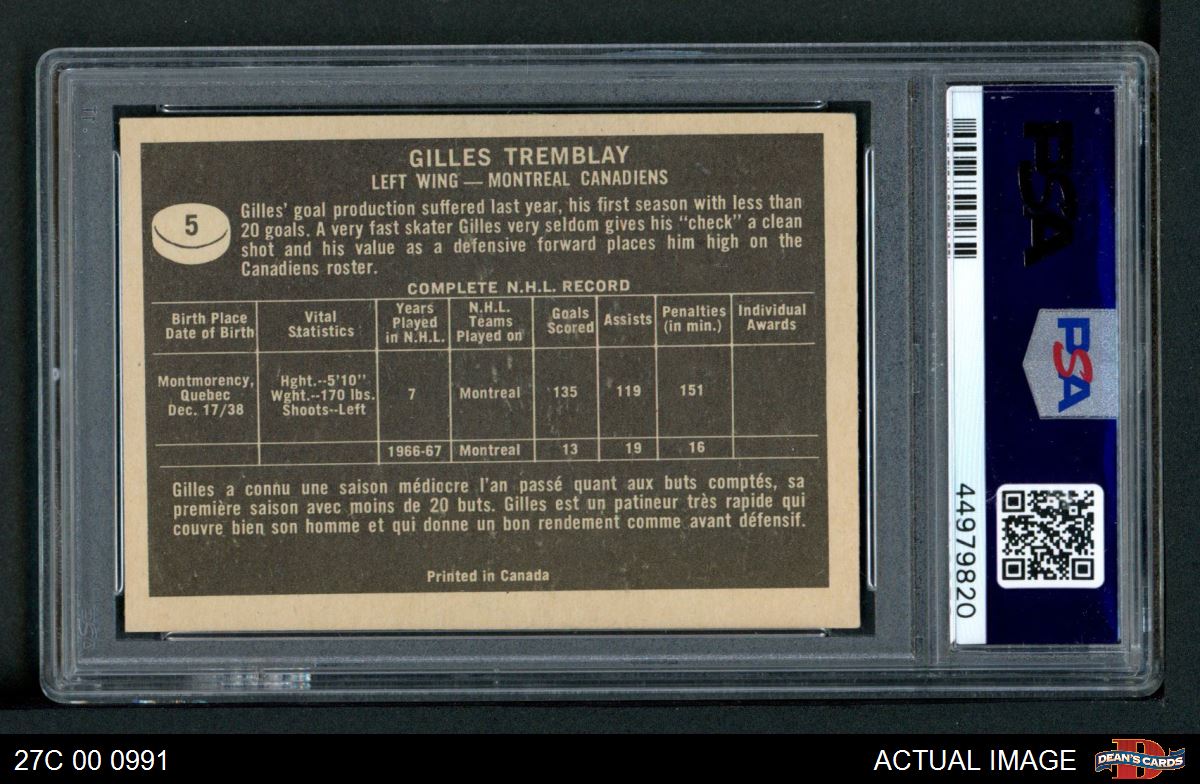 GILLES TREMBLAY
LEFT WING — MONTREAL CANADIENS
5
Gilles' goal production suffered last year, his first season with less than
20 goals. A very fast skater Gilles very seldom gives his "check" a clean
shot and his value as a defensive forward places him high on the
Canadiens roster.
COMPLETE N.H.L. RECORD
Birth Place
Date of Birth
Vital
Statistics
Years
Played
in N.H.L.
N.H.L.
Teams
Played on
Goals
Scored
Assists
Penalties
(in min.)
Individual
Awards
Montmorency,
Quebec
Dec. 17/38
Hght.--5'10''
Wght.--170 lbs.
Shoots--Left
7
Montreal
135
119
151
1966-67
Montreal
13
19
16
Gilles a connu une saison médiocre l'an passé quant aux buts comptés, sa
première saison avec moins de 20 buts. Gilles est un patineur très rapide qui
couvre bien son homme et qui donne un bon rendement comme avant défensif.
Printed in Canada
PSA
PSA
44979820
27C 00 0991
ACTUAL IMAGE
DEAN'S CARDS